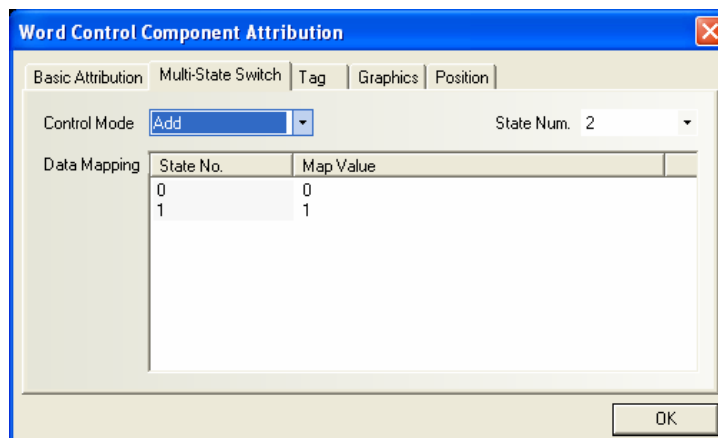 Word Control Component Attribution
Basic Attribution Multi-State Switch Tag Graphics Position
Control Mode Add State Num. 2
Data Mapping State No. Map Value
0 0
1 1
OK